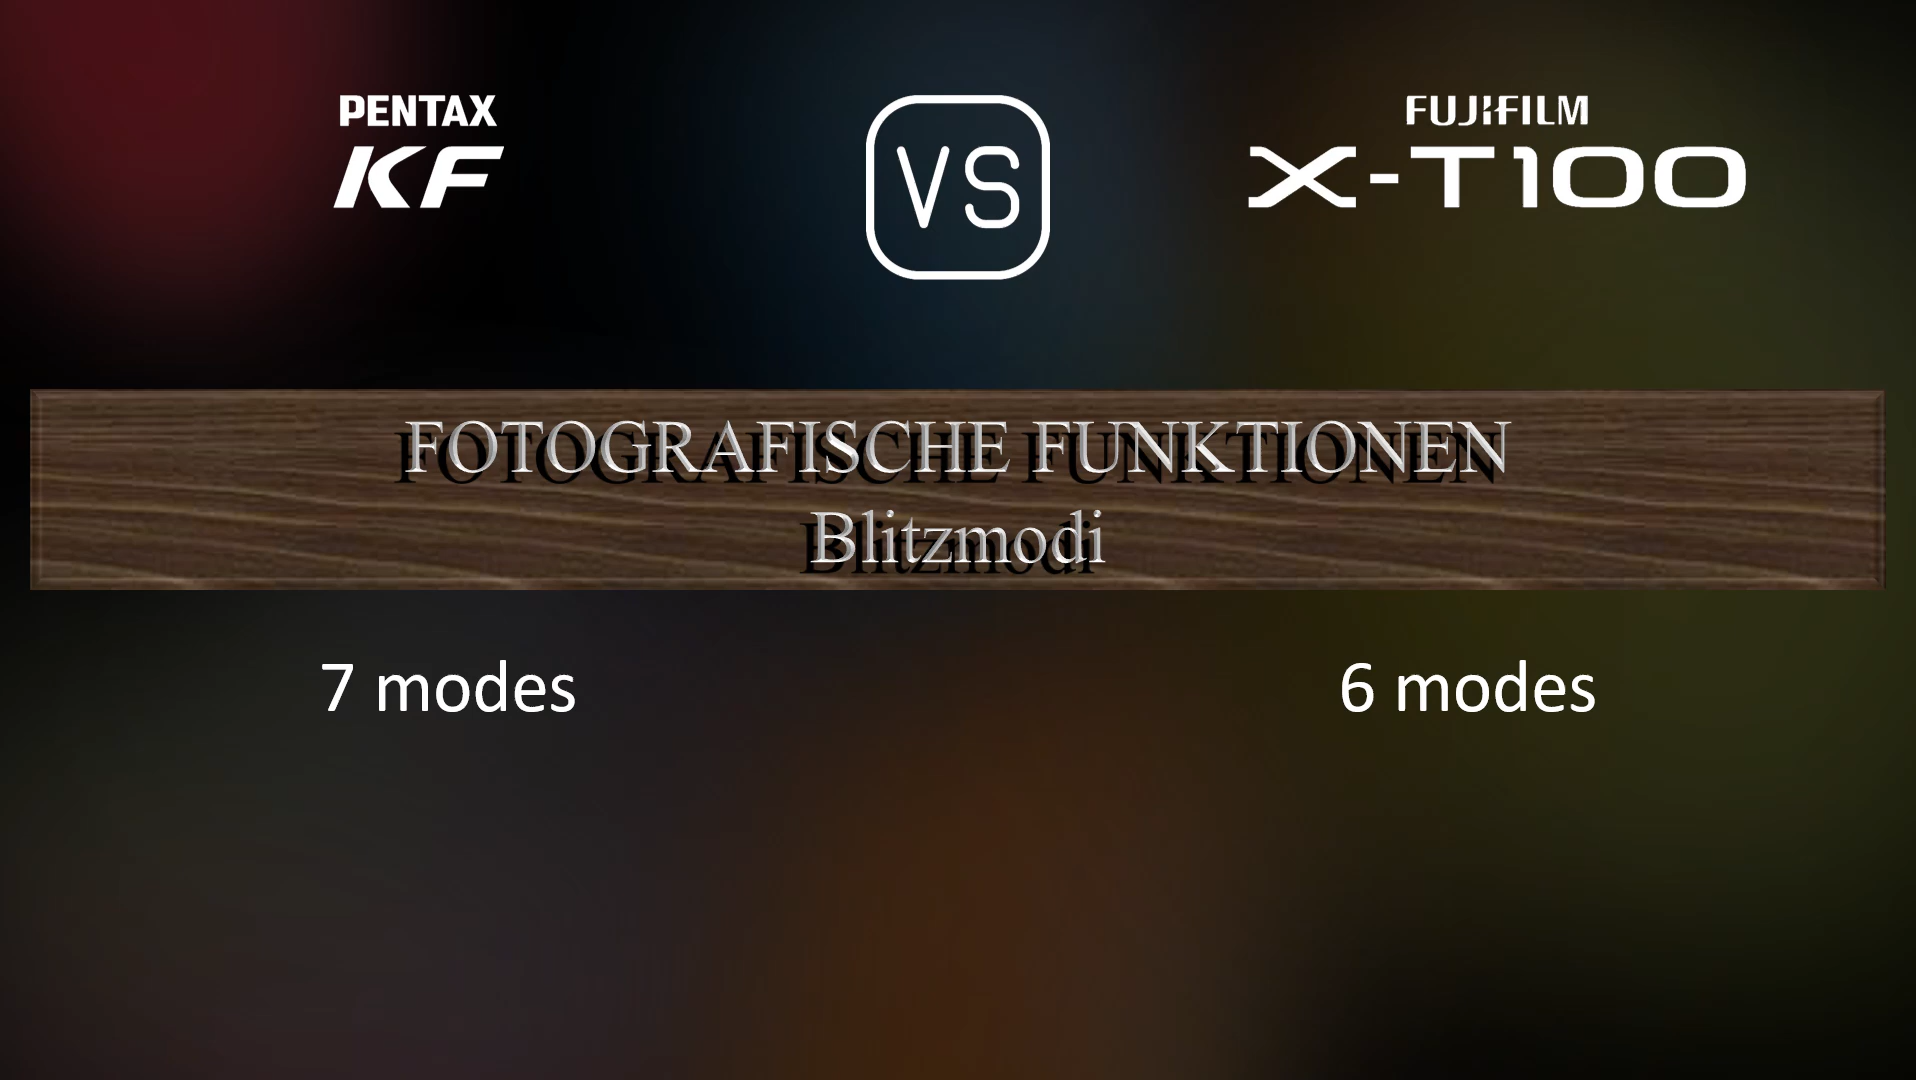 PENTAX
KF
VS
FUJIFILM
X-T100
FOTOGRAFISCHE FUNKTIONEN
Blitzmodi
7 modes
6 modes